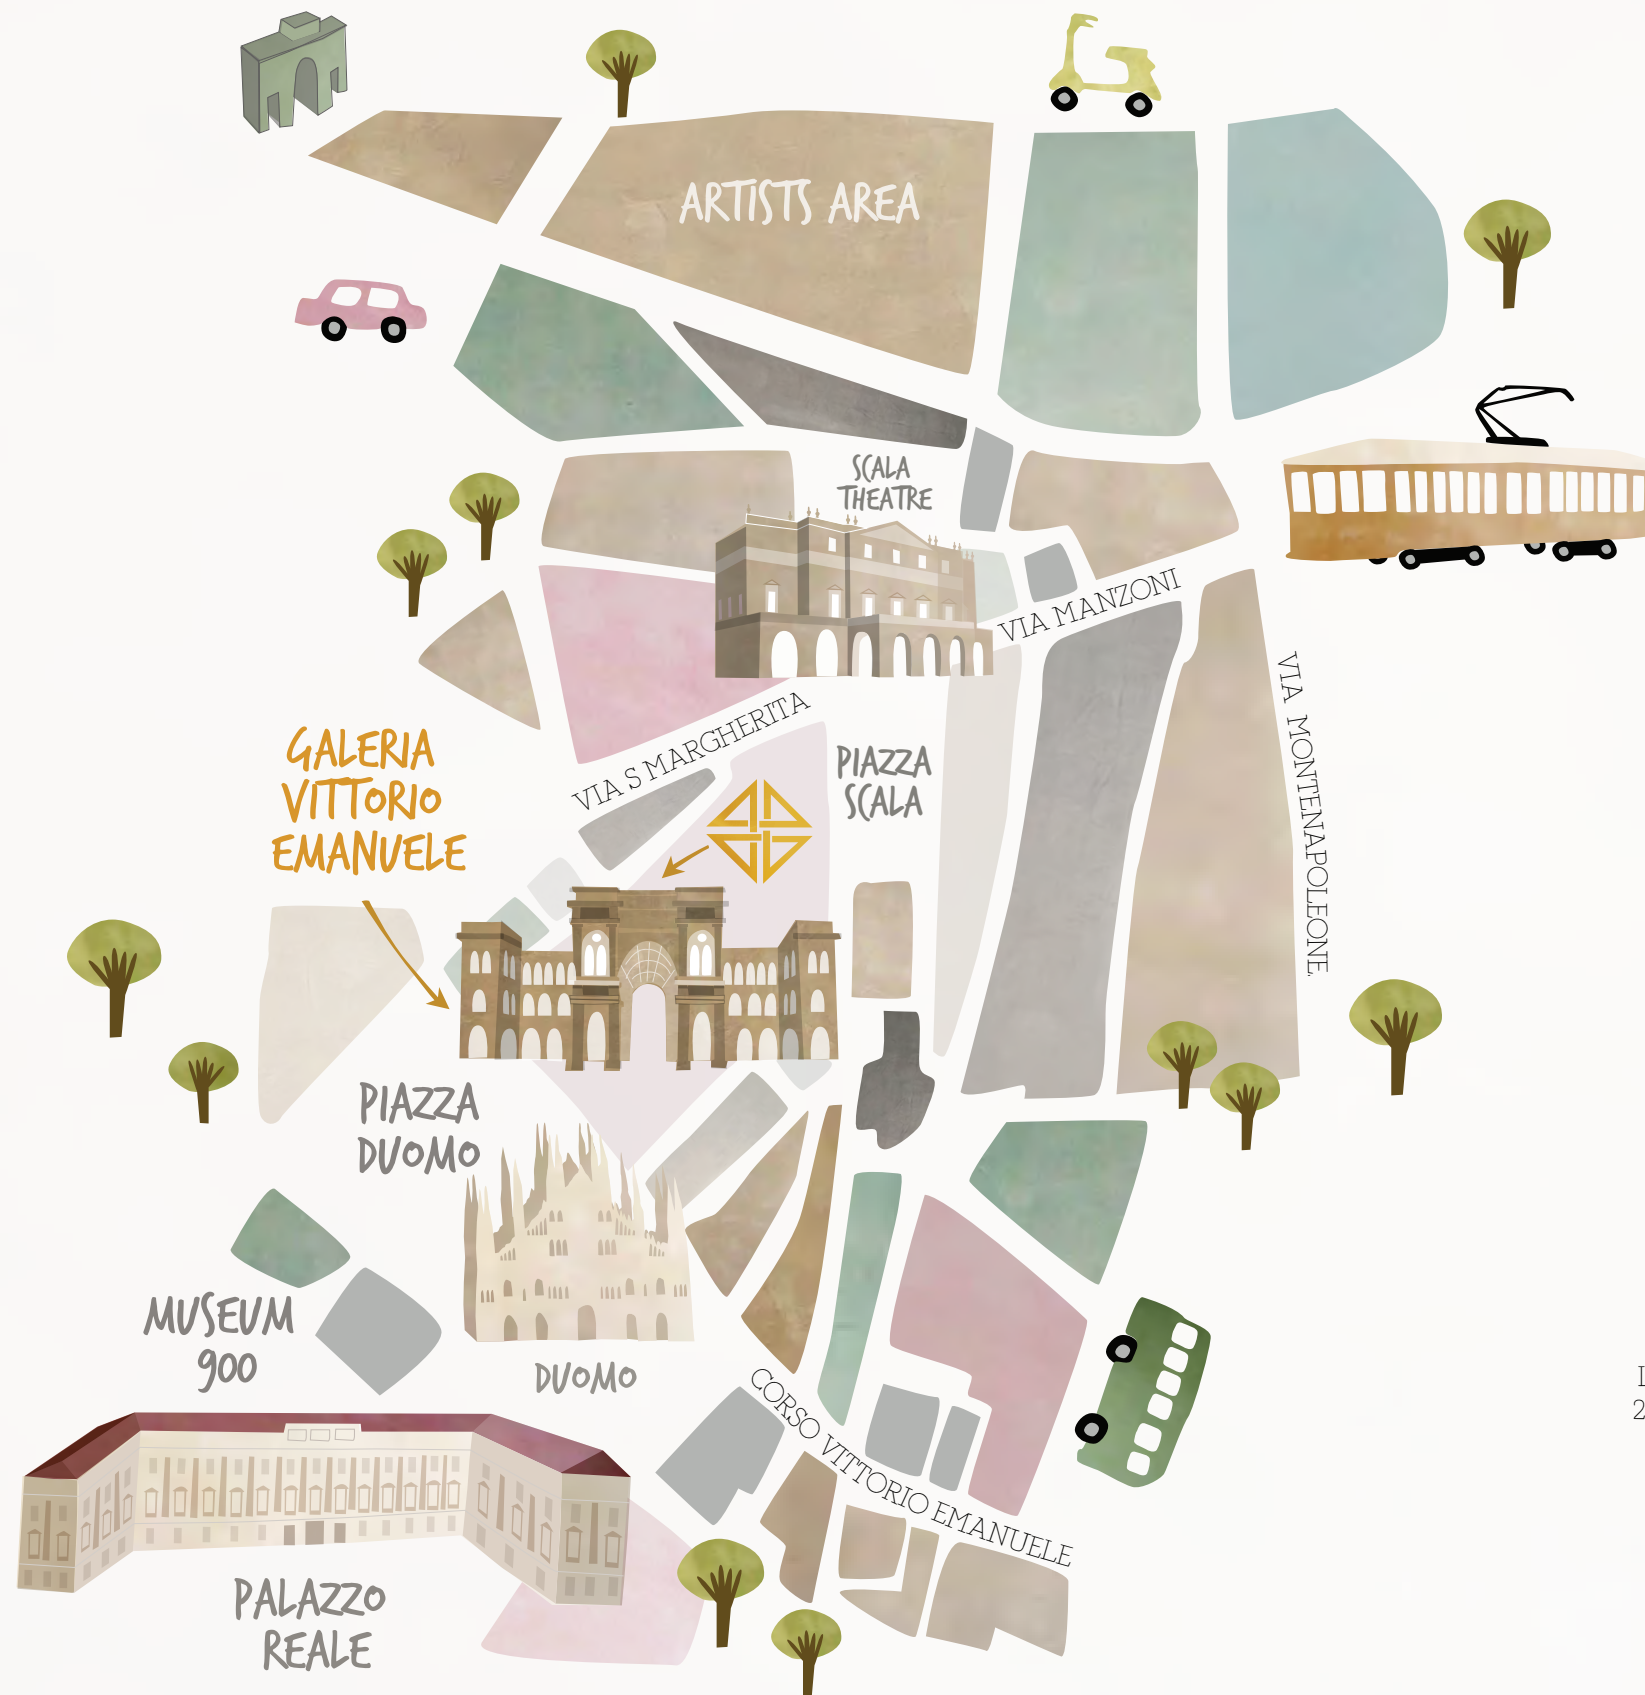 ARTISTS AREA
SCALA
THEATRE
VIA MANZONI
VIA MONTENAPOLEONE
VIA S MARGHERITA
PIAZZA
SCALA
GALERIA
VITTORIO
EMANUELE
PIAZZA
DUOMO
MUSEUM
900
DUOMO
CORSO VITTORIO EMANUELE
PALAZZO
REALE